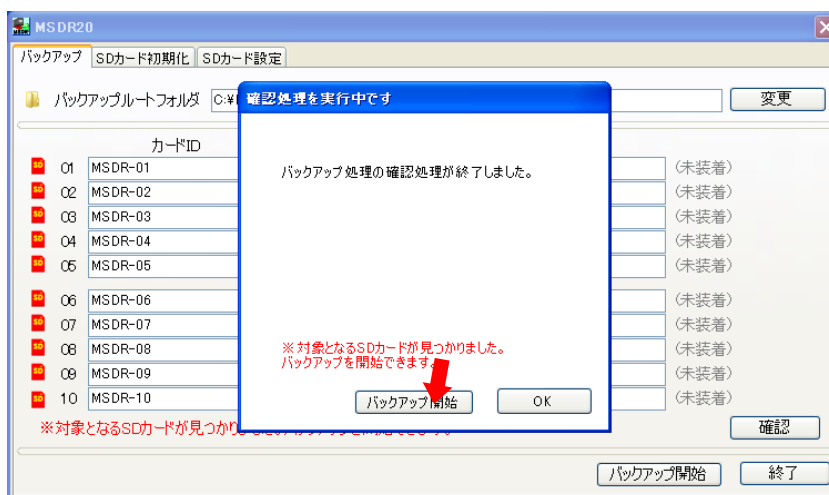 MSDR20
バックアップ SDカード初期化 SDカード設定
バックアップルートフォルダ C:¥ 変更
確認処理を実行中です
カードID
バックアップ処理の確認処理が終了しました。
01 MSDR-01 (未装着)
02 MSDR-02 (未装着)
03 MSDR-03 (未装着)
04 MSDR-04 (未装着)
05 MSDR-05 (未装着)
06 MSDR-06 (未装着)
07 MSDR-07 (未装着)
08 MSDR-08 (未装着)
09 MSDR-09 (未装着)
10 MSDR-10 (未装着)
※対象となるSDカードが見つかりました。
バックアップを開始できます。
バックアップ開始 OK
※対象となるSDカードが見つかり
確認
バックアップ開始 終了